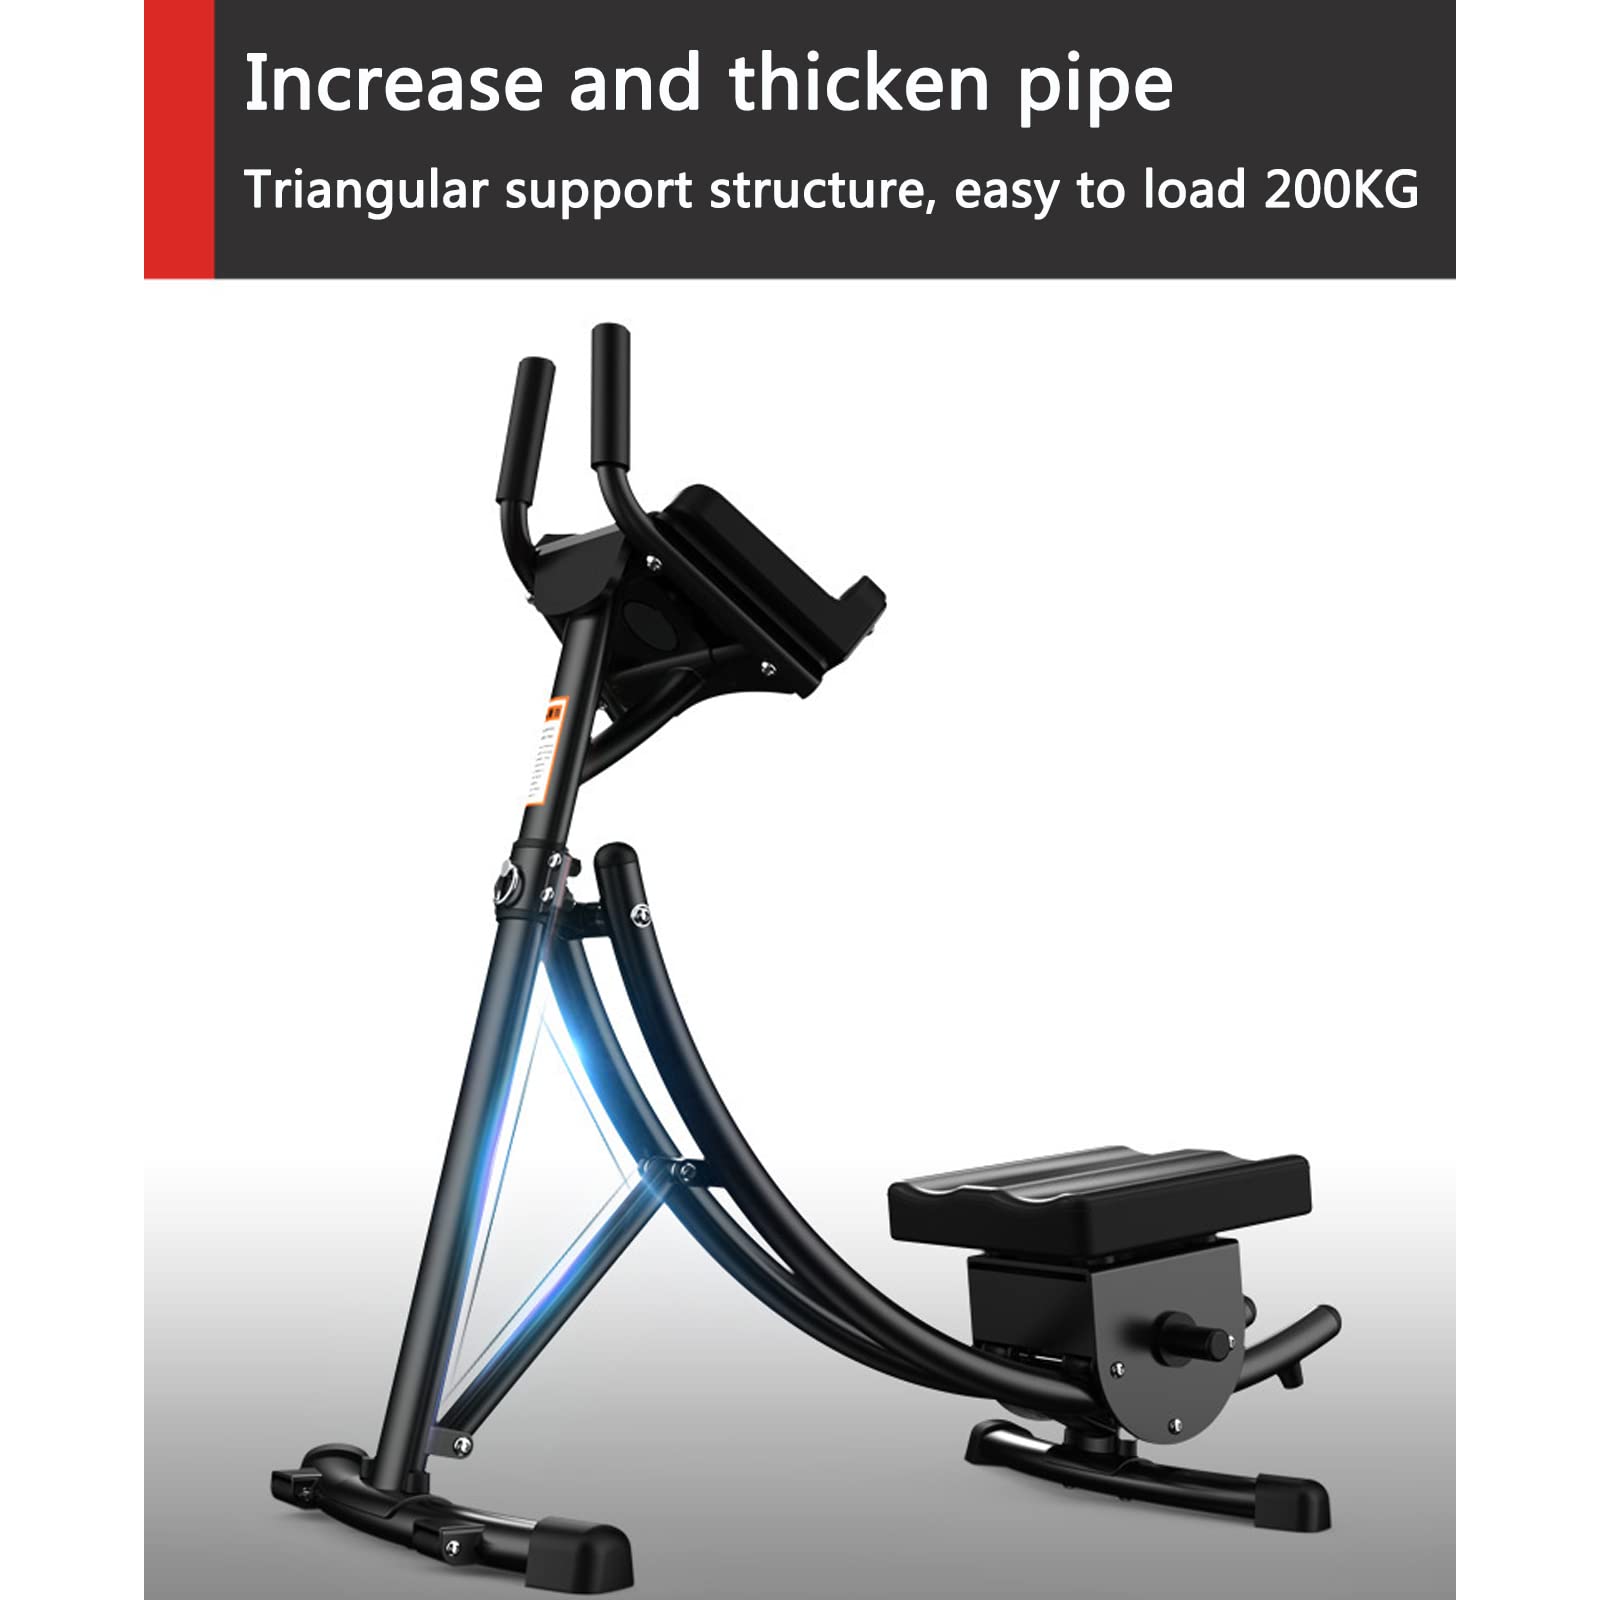 Increase and thicken pipe
Triangular support structure, easy to load 200KG